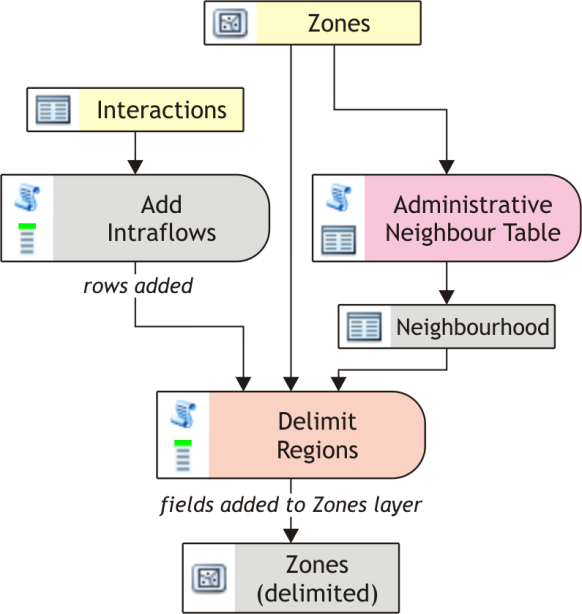 Zones
Interactions
Add
Intraflows
Administrative
Neighbour Table
rows added
Neighbourhood
Delimit
Regions
fields added to Zones layer
Zones
(delimited)